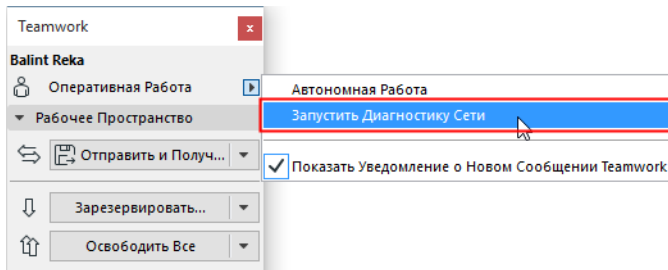 Teamwork
Balint Reka
Оперативная Работа
Автономная Работа
Запустить Диагностику Сети
Показать Уведомление о Новом Сообщении Teamwork
Рабочее Пространство
Отправить и Получ...
Зарезервировать...
Освободить Все